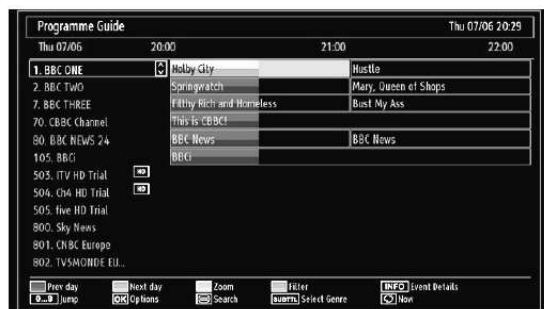 Programme Guide Thu 07/06 20:29
Thu 07/06 20:00 21:00 22:00
1. BBC ONE Holby City Hustle
2. BBC TWO Springwatch Mary, Queen of Shops
7. BBC THREE Filthy Rich and Homeless Bust My Ass
70. CBBC Channel This is CBBC!
80. BBC NEWS 24 BBC News BBC News
105. BBCi BBCi
503. ITV HD Trial HD
504. Ch4 HD Trial HD
505. five HD Trial
800. Sky News
801. CNBC Europe
802. TV5MONDE EU...
Prev day Next day Zoom Filter INFO Event Details
0...9 Jump OK Options Search SUBTTL Select Genre Now